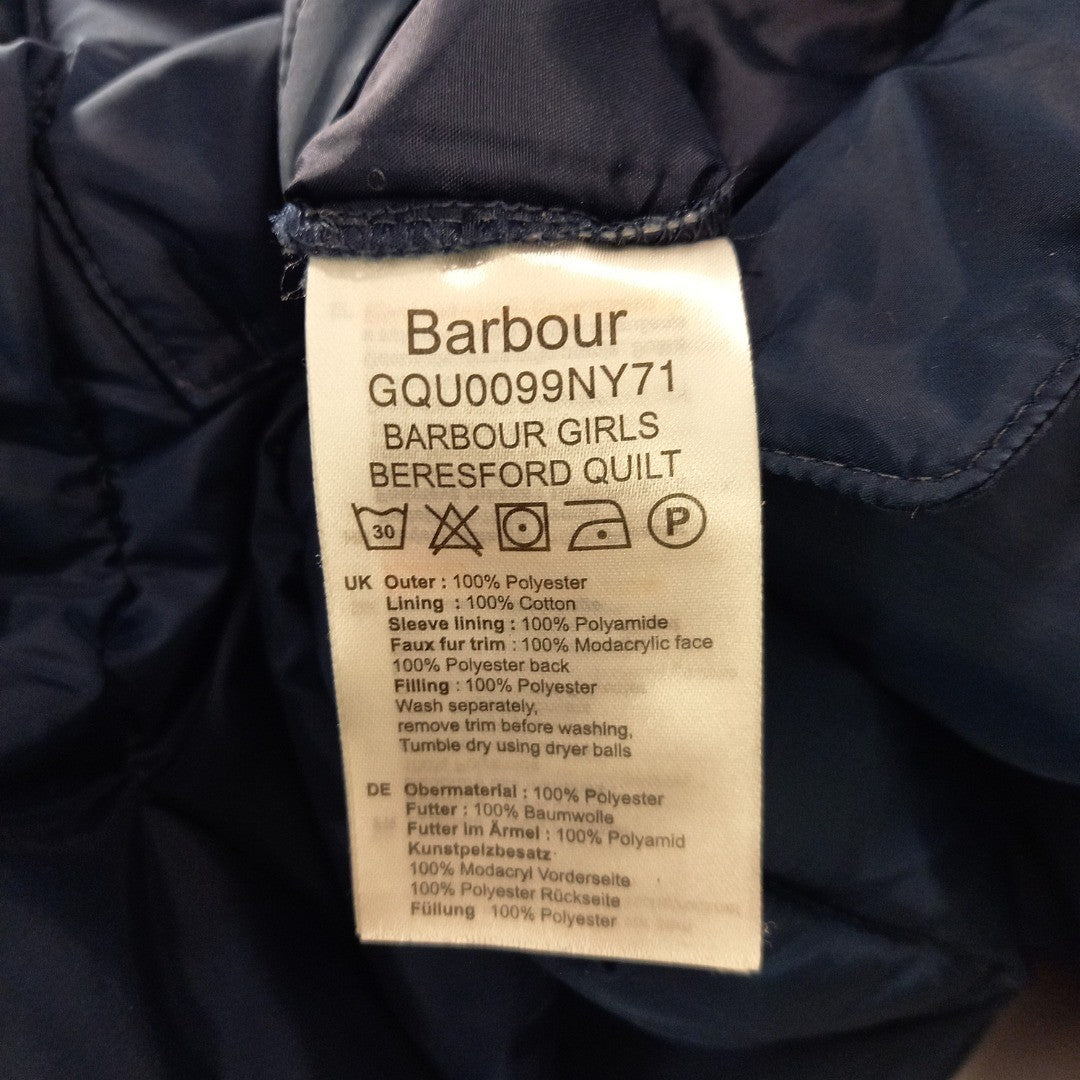 Barbour
GQU0099NY71
BARBOUR GIRLS
BERESFORD QUILT
30 P
UK Outer : 100% Polyester
Lining : 100% Cotton
Sleeve lining : 100% Polyamide
Faux fur trim : 100% Modacrylic face
100% Polyester back
Filling : 100% Polyester
Wash separately,
remove trim before washing,
Tumble dry using dryer balls
DE Obermaterial : 100% Polyester
Futter : 100% Baumwolle
Futter im Ärmel : 100% Polyamid
Kunstpelzbesatz
100% Modacryl Vorderseite
100% Polyester Rückseite
Füllung 100% Polyester